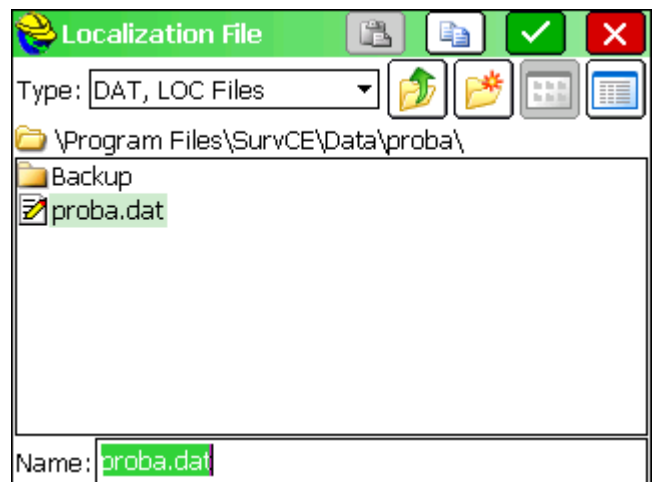 Localization File
Type: DAT, LOC Files
\Program Files\SurvCE\Data\proba\
Backup
proba.dat
Name: proba.dat